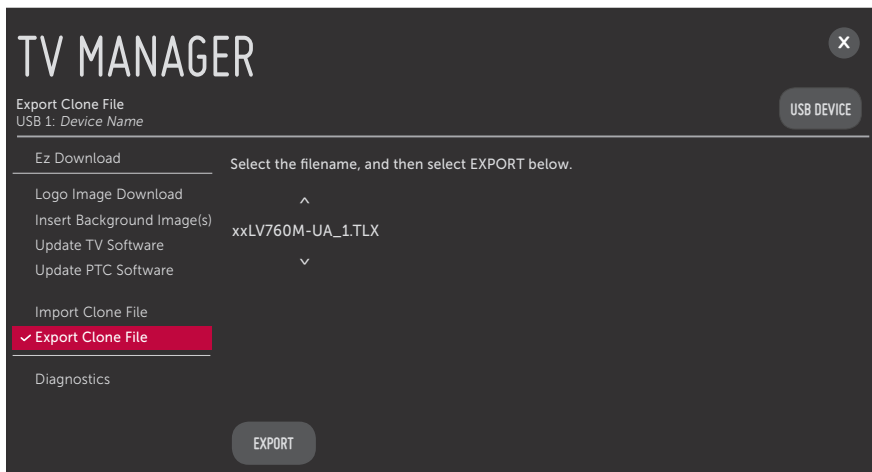 TV MANAGER
X
Export Clone File
USB 1: Device Name
USB DEVICE
Ez Download
Logo Image Download
Insert Background Image(s)
Update TV Software
Update PTC Software
Import Clone File
Export Clone File
Diagnostics
Select the filename, and then select EXPORT below.
xxLV760M-UA_1.TLX
EXPORT